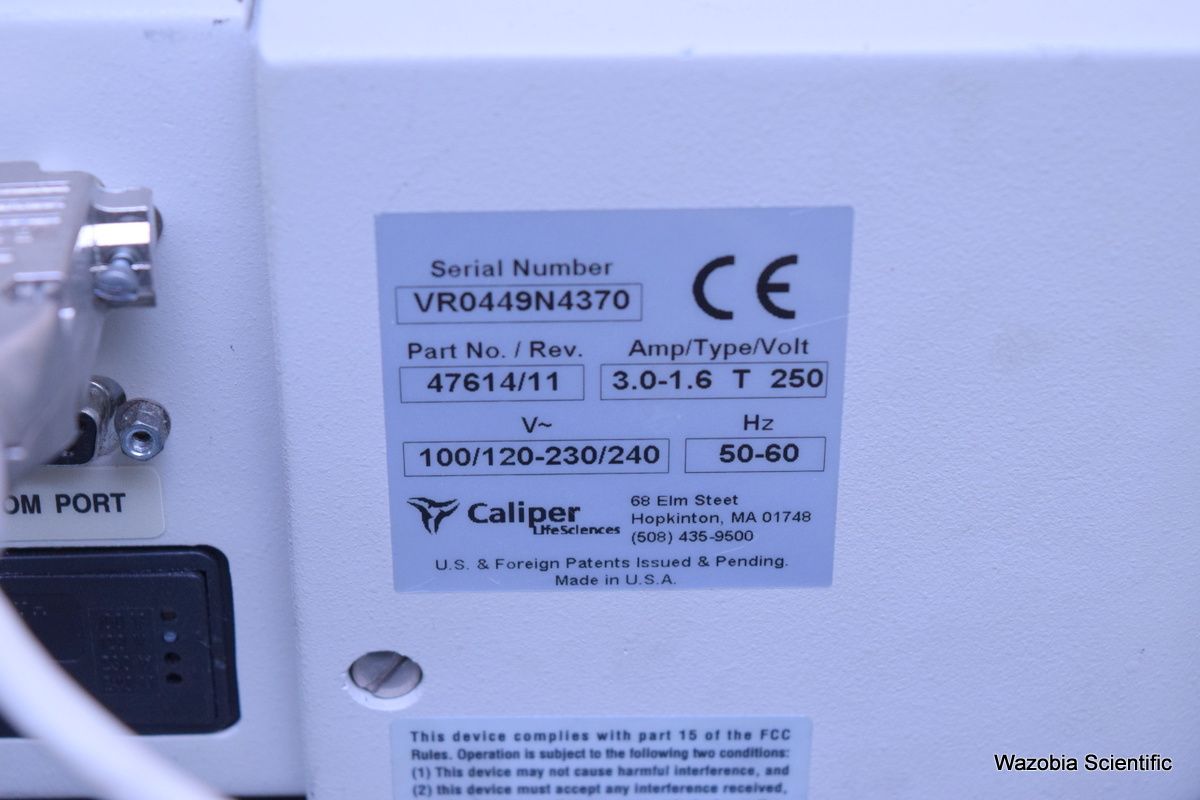 Serial Number
VR0449N4370
CE
Part No. / Rev.
47614/11
Amp/Type/Volt
3.0-1.6 T 250
V~
100/120-230/240
Hz
50-60
Caliper
LifeSciences
68 Elm Steet
Hopkinton, MA 01748
(508) 435-9500
U.S. & Foreign Patents Issued & Pending.
Made in U.S.A.
OM PORT
This device complies with part 15 of the FCC
Rules. Operation is subject to the following two conditions:
(1) This device may not cause harmful interference, and
(2) this device must accept any interference received,
Wazobia Scientific